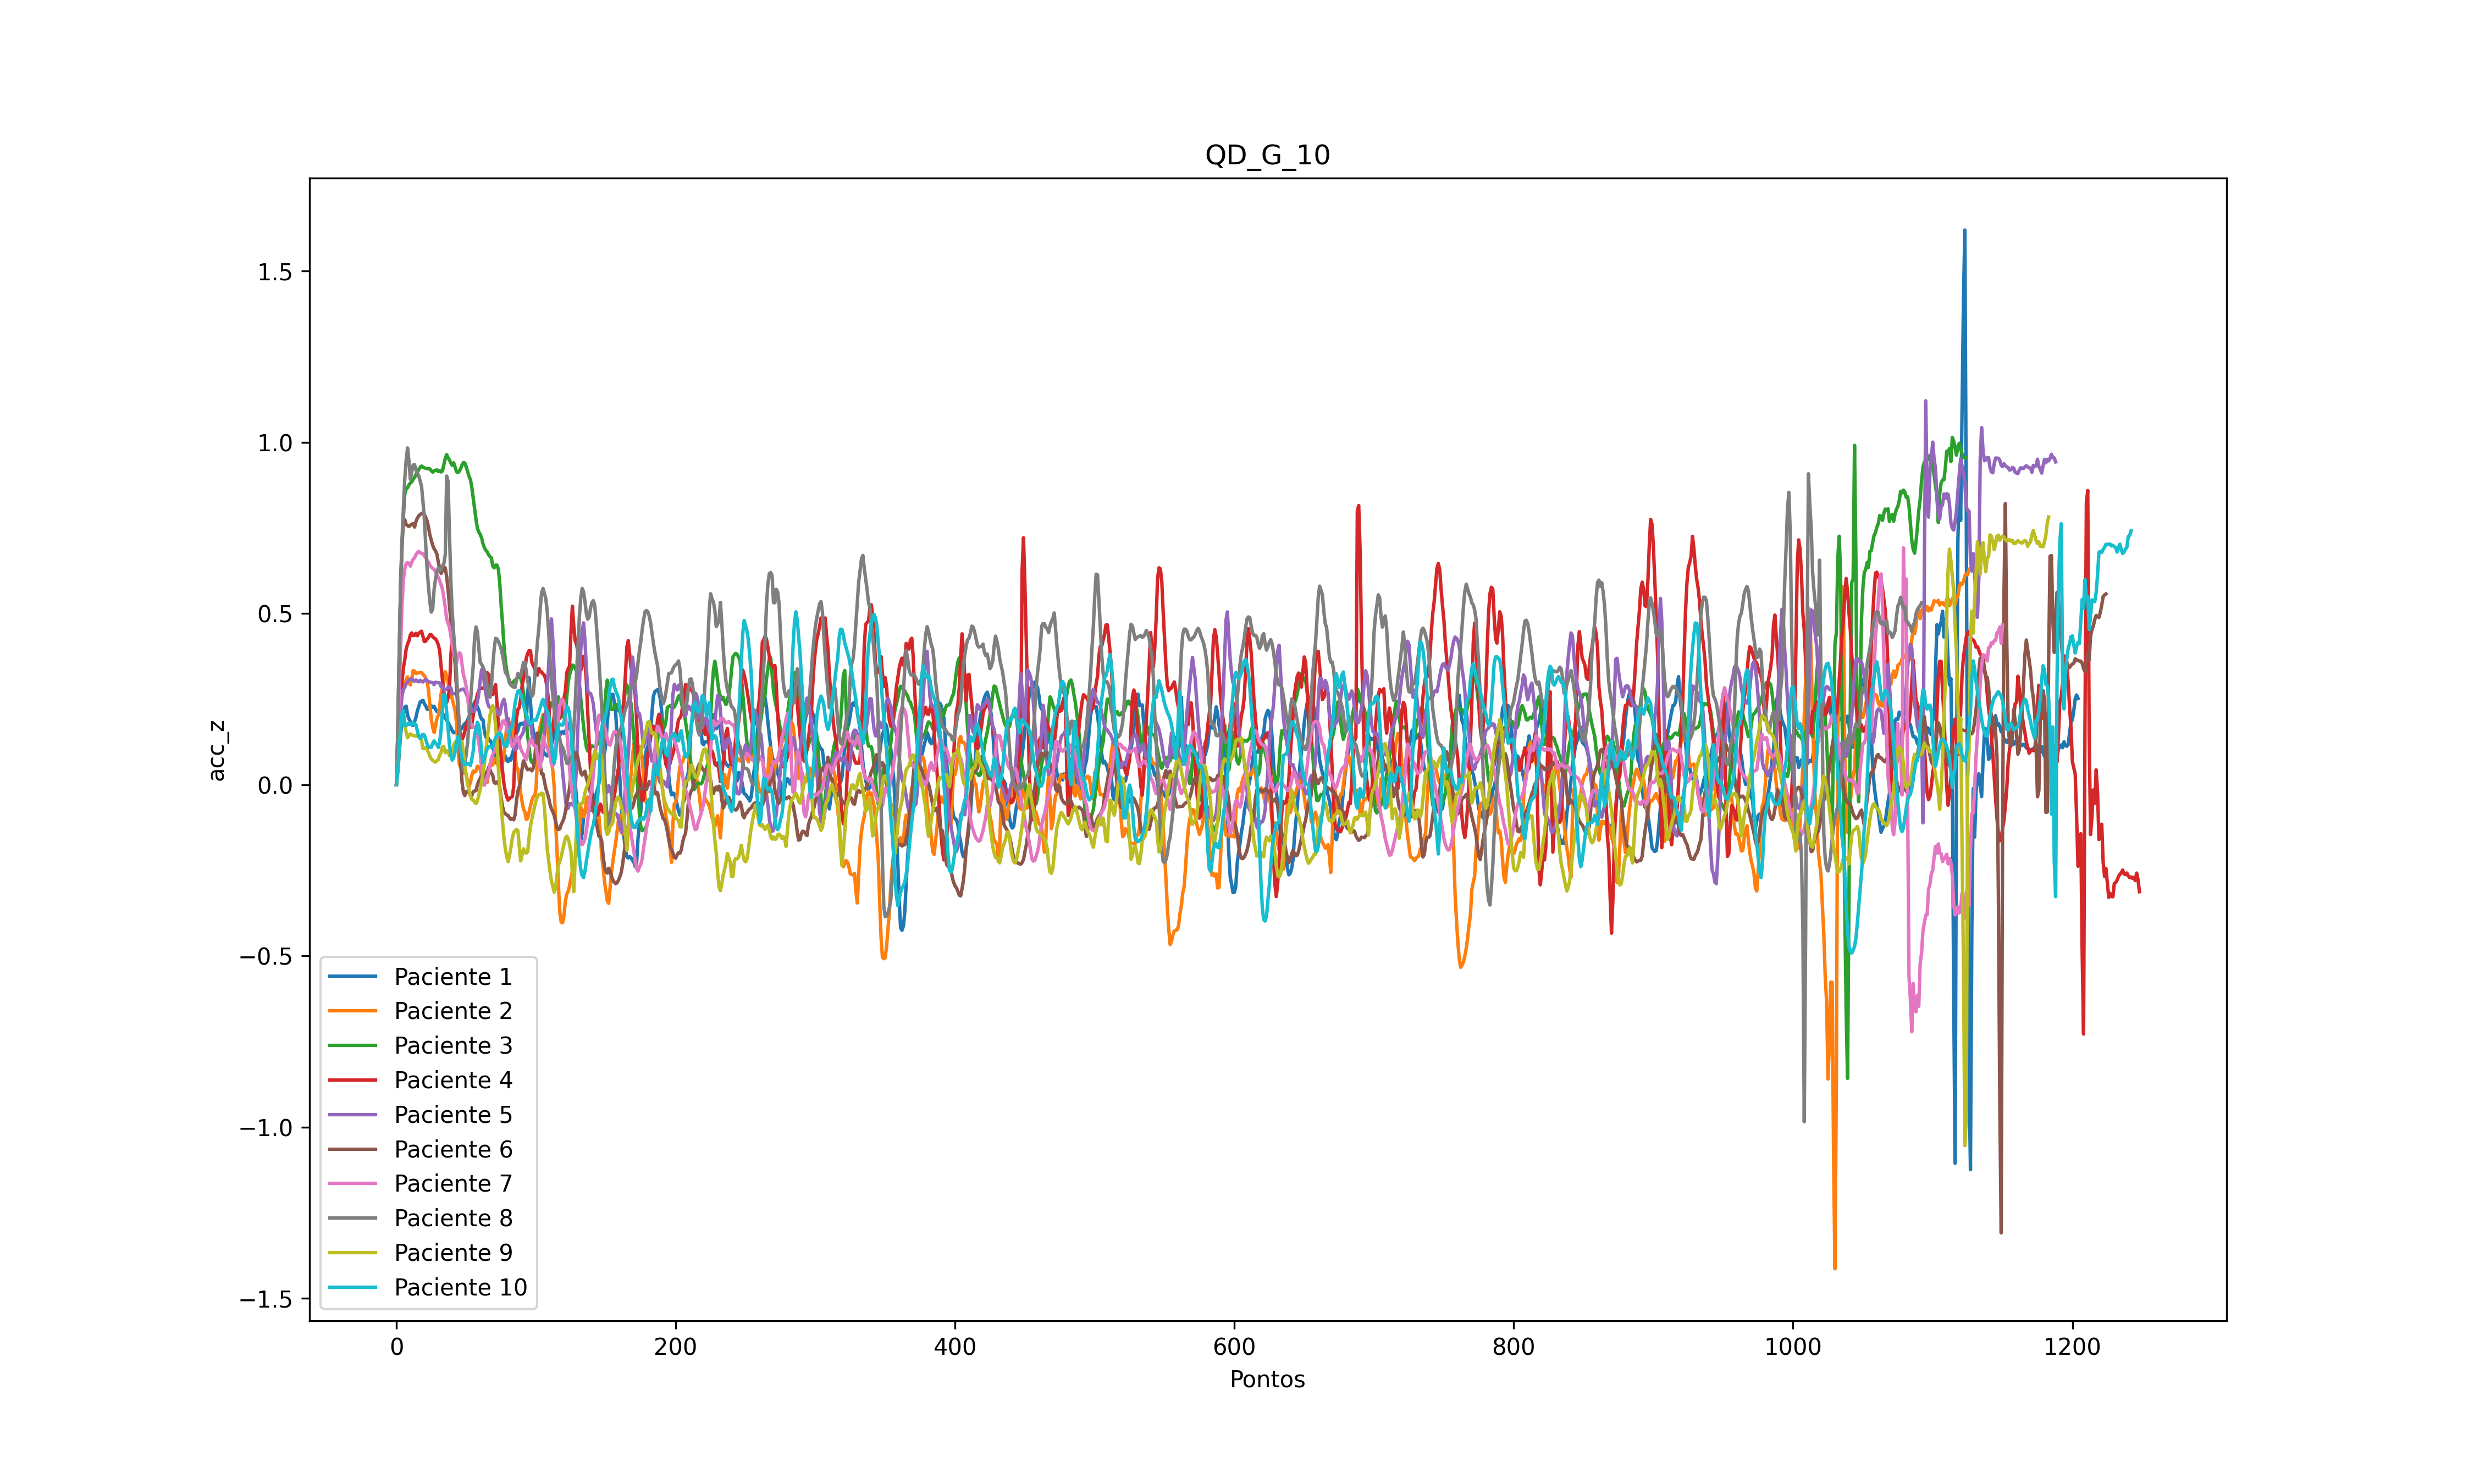 QD_G_10
acc_z
1.5
1.0
0.5
0.0
−0.5
−1.0
−1.5
Paciente 1
Paciente 2
Paciente 3
Paciente 4
Paciente 5
Paciente 6
Paciente 7
Paciente 8
Paciente 9
Paciente 10
0 200 400 600 800 1000 1200
Pontos